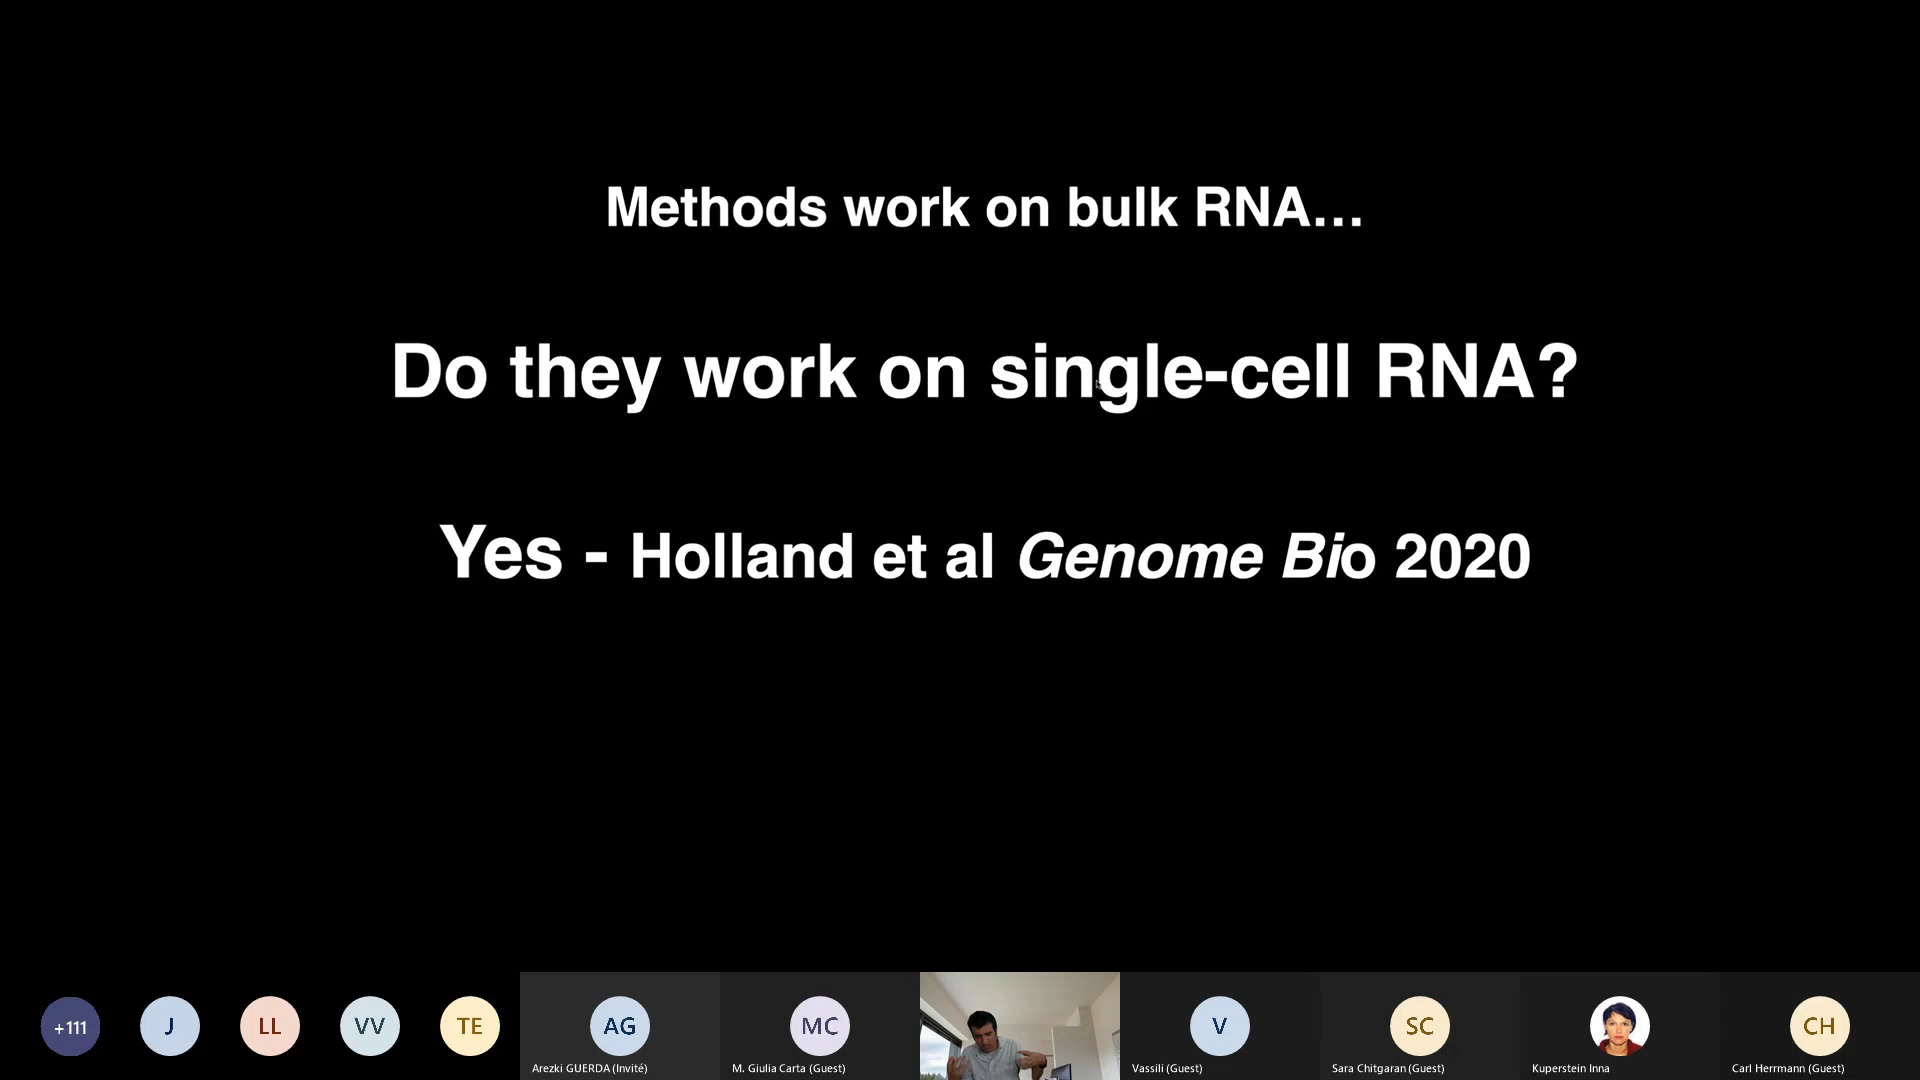 Methods work on bulk RNA…
Do they work on single-cell RNA?
Yes - Holland et al Genome Bio 2020
+111
J
LL
VV
TE
AG
MC
V
SC
CH
Arezki GUERDA (Invité)
M. Giulia Carta (Guest)
Vassili (Guest)
Sara Chitgaran (Guest)
Kuperstein Inna
Carl Herrmann (Guest)